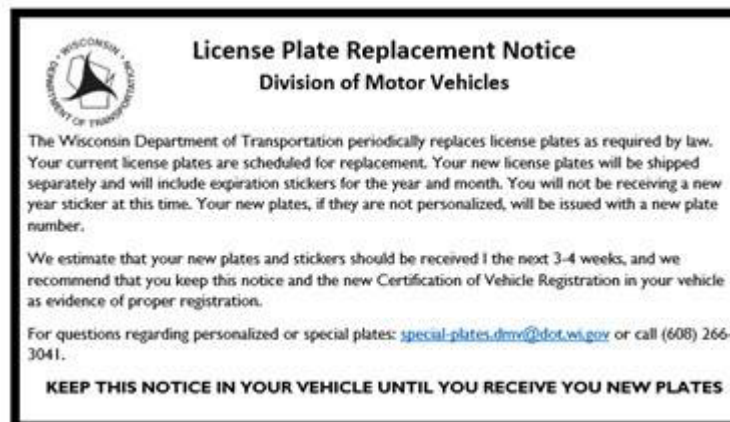 WISCONSIN
DEPARTMENT OF TRANSPORTATION
License Plate Replacement Notice
Division of Motor Vehicles
The Wisconsin Department of Transportation periodically replaces license plates as required by law.
Your current license plates are scheduled for replacement. Your new license plates will be shipped
separately and will include expiration stickers for the year and month. You will not be receiving a new
year sticker at this time. Your new plates, if they are not personalized, will be issued with a new plate
number.
We estimate that your new plates and stickers should be received I the next 3-4 weeks, and we
recommend that you keep this notice and the new Certification of Vehicle Registration in your vehicle
as evidence of proper registration.
For questions regarding personalized or special plates: special-plates.dmv@dot.wi.gov or call (608) 266-
3041.
KEEP THIS NOTICE IN YOUR VEHICLE UNTIL YOU RECEIVE YOU NEW PLATES